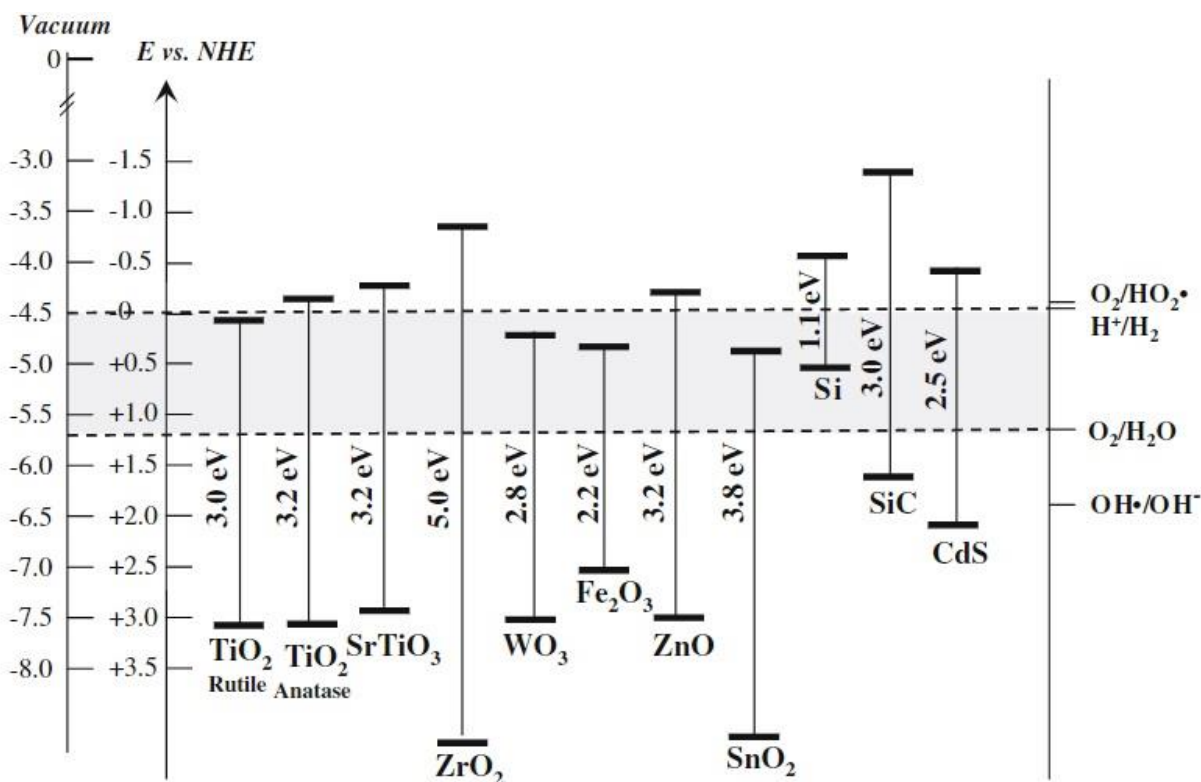 Vacuum
E vs. NHE
0
-3.0
-3.5
-4.0
-4.5
-5.0
-5.5
-6.0
-6.5
-7.0
-7.5
-8.0
-1.5
-1.0
-0.5
-0
+0.5
+1.0
+1.5
+2.0
+2.5
+3.0
+3.5
3.0 eV
TiO₂
Rutile
3.2 eV
TiO₂
Anatase
3.2 eV
SrTiO₃
5.0 eV
ZrO₂
2.8 eV
WO₃
2.2 eV
Fe₂O₃
3.2 eV
ZnO
3.8 eV
SnO₂
1.1 eV
Si
3.0 eV
SiC
2.5 eV
CdS
O₂/HO₂•
H⁺/H₂
O₂/H₂O
OH•/OH⁻